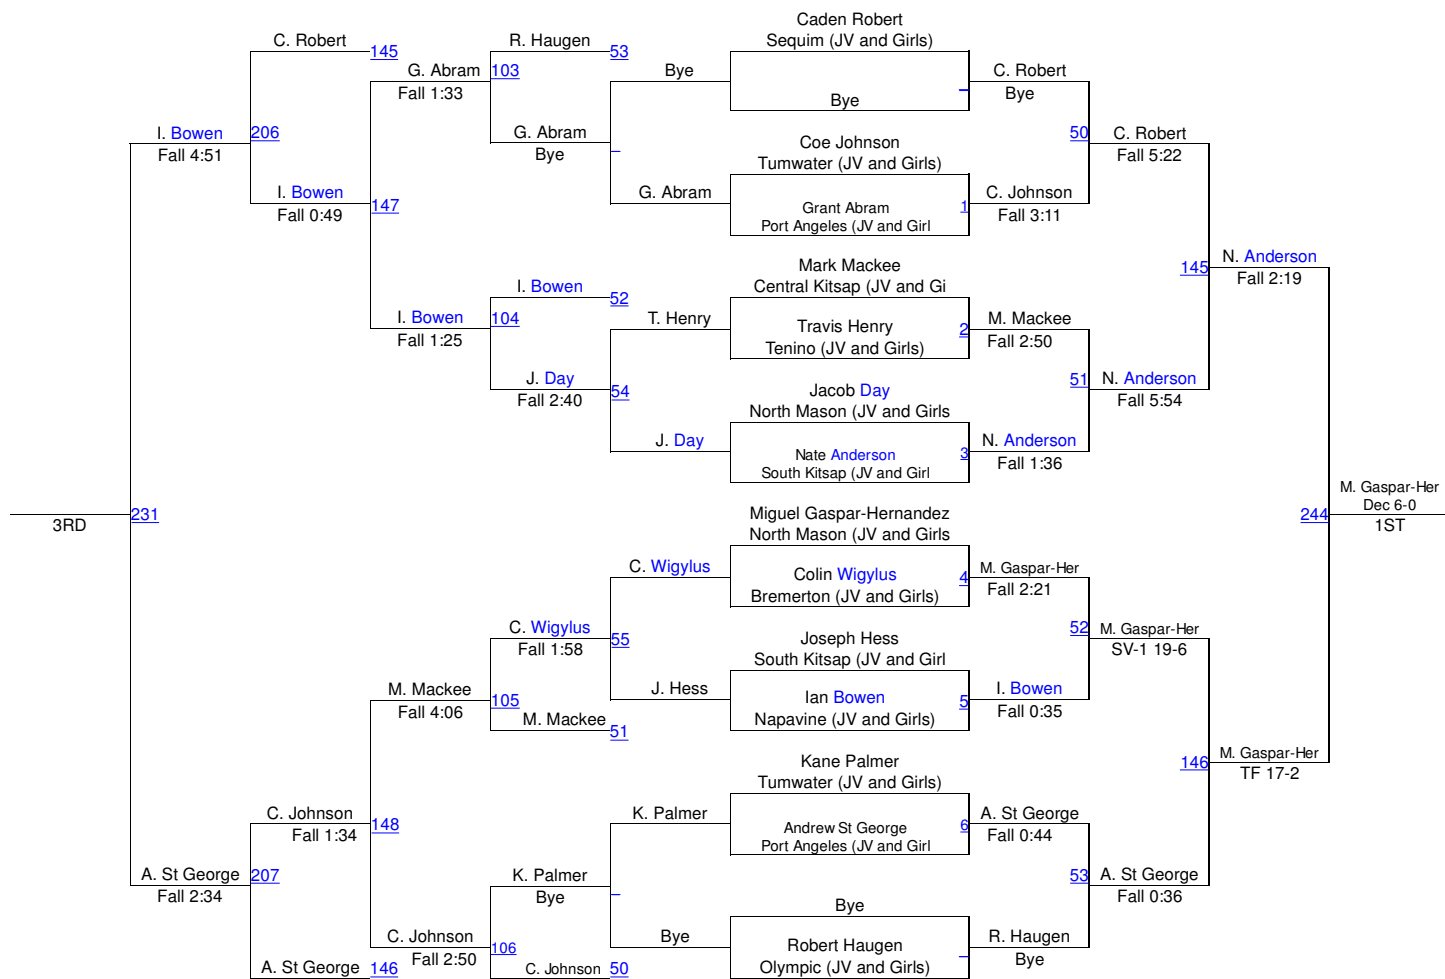 Caden Robert
C. Robert
R. Haugen
Sequim (JV and Girls)
145
53
G. Abram
103
Bye
C. Robert
Fall 1:33
Bye
Bye
I. Bowen
206
G. Abram
50
C. Robert
Fall 4:51
Bye
Coe Johnson
Fall 5:22
Tumwater (JV and Girls)
I. Bowen
G. Abram
C. Johnson
Fall 0:49
147
Grant Abram
1
Fall 3:11
Port Angeles (JV and Girl
N. Anderson
Mark Mackee
145
Fall 2:19
I. Bowen
Central Kitsap (JV and Gi
52
I. Bowen
104
T. Henry
M. Mackee
Fall 1:25
Travis Henry
2
Fall 2:50
Tenino (JV and Girls)
J. Day
54
51
N. Anderson
Fall 2:40
Jacob Day
Fall 5:54
North Mason (JV and Girls
J. Day
N. Anderson
Nate Anderson
3
Fall 1:36
South Kitsap (JV and Girl
M. Gaspar-Her
Dec 6-0
231
244
3RD
1ST
Miguel Gaspar-Hernandez
North Mason (JV and Girls
C. Wigylus
M. Gaspar-Her
Colin Wigylus
4
Fall 2:21
Bremerton (JV and Girls)
C. Wigylus
55
52
M. Gaspar-Her
Fall 1:58
Joseph Hess
SV-1 19-6
South Kitsap (JV and Girl
M. Mackee
105
J. Hess
I. Bowen
Fall 4:06
Ian Bowen
5
Fall 0:35
M. Mackee
51
Napavine (JV and Girls)
Kane Palmer
146
M. Gaspar-Her
Tumwater (JV and Girls)
TF 17-2
C. Johnson
148
K. Palmer
A. St George
Fall 1:34
Andrew St George
6
Fall 0:44
Port Angeles (JV and Girl
A. St George
207
K. Palmer
53
A. St George
Fall 2:34
Bye
Fall 0:36
Bye
C. Johnson
106
Bye
R. Haugen
Fall 2:50
Robert Haugen
Bye
A. St George
146
C. Johnson
50
Olympic (JV and Girls)